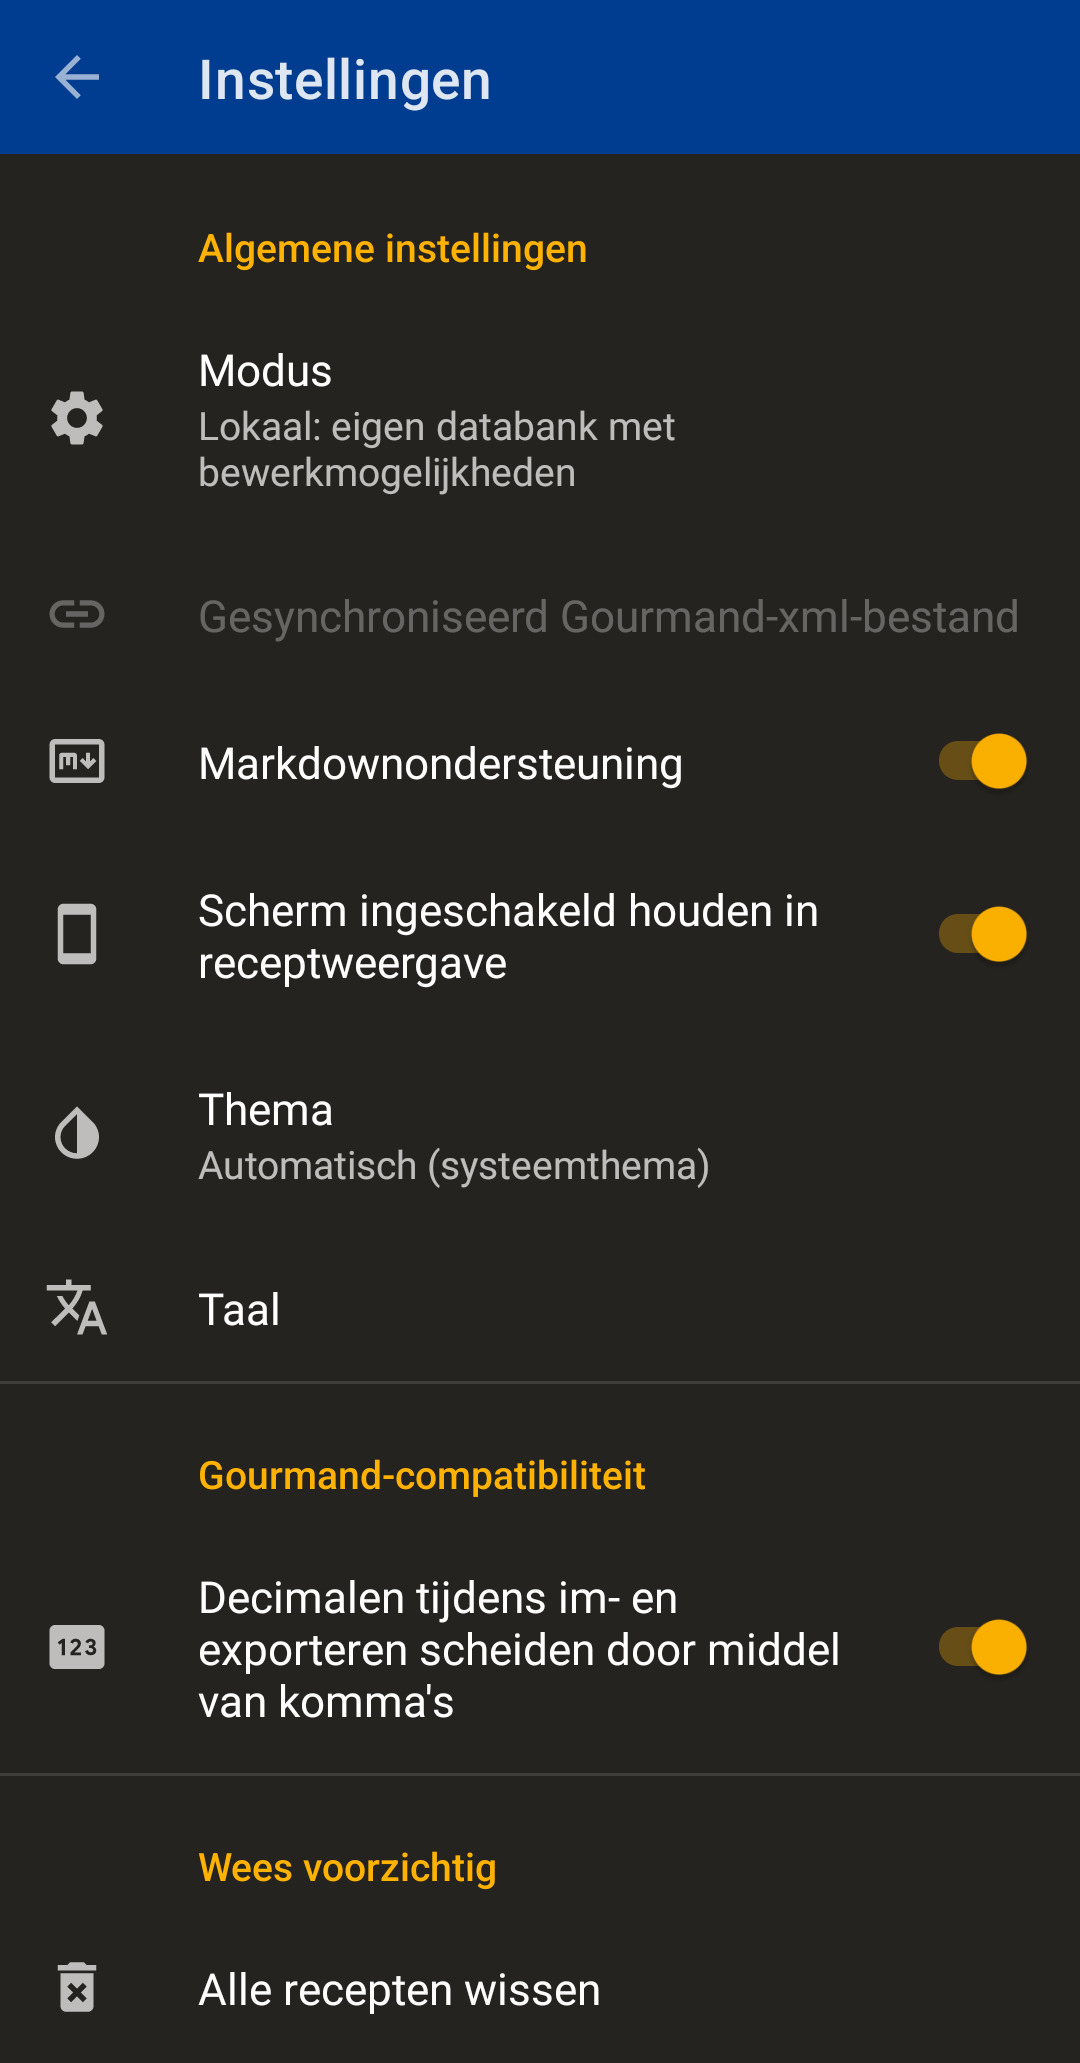 Instellingen
Algemene instellingen
Modus
Lokaal: eigen databank met
bewerkmogelijkheden
Gesynchroniseerd Gourmand-xml-bestand
Markdownondersteuning
Scherm ingeschakeld houden in
receptweergave
Thema
Automatisch (systeemthema)
Taal
Gourmand-compatibiliteit
Decimalen tijdens im- en
exporteren scheiden door middel
van komma's
123
Wees voorzichtig
Alle recepten wissen